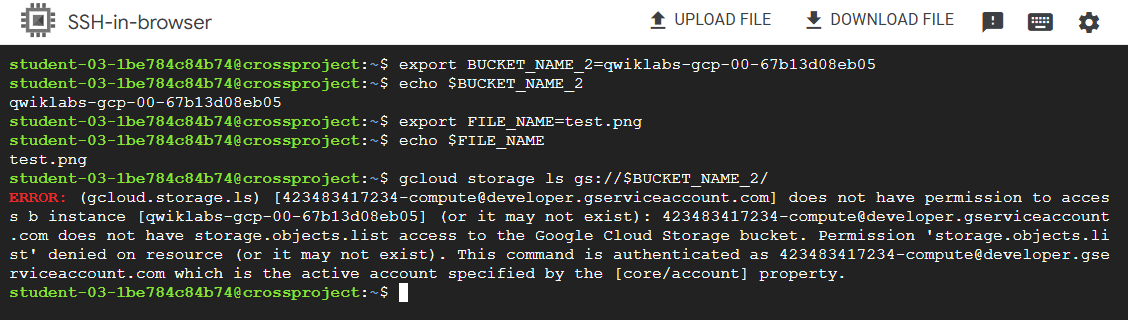 SSH-in-browser
UPLOAD FILE
DOWNLOAD FILE
student-03-1be784c84b74@crossproject:~$ export BUCKET_NAME_2=qwiklabs-gcp-00-67b13d08eb05
student-03-1be784c84b74@crossproject:~$ echo $BUCKET_NAME_2
qwiklabs-gcp-00-67b13d08eb05
student-03-1be784c84b74@crossproject:~$ export FILE_NAME=test.png
student-03-1be784c84b74@crossproject:~$ echo $FILE_NAME
test.png
student-03-1be784c84b74@crossproject:~$ gcloud storage ls gs://$BUCKET_NAME_2/
ERROR: (gcloud.storage.ls) [423483417234-compute@developer.gserviceaccount.com] does not have permission to acces
s b instance [qwiklabs-gcp-00-67b13d08eb05] (or it may not exist): 423483417234-compute@developer.gserviceaccount
.com does not have storage.objects.list access to the Google Cloud Storage bucket. Permission 'storage.objects.li
st' denied on resource (or it may not exist). This command is authenticated as 423483417234-compute@developer.gse
rviceaccount.com which is the active account specified by the [core/account] property.
student-03-1be784c84b74@crossproject:~$